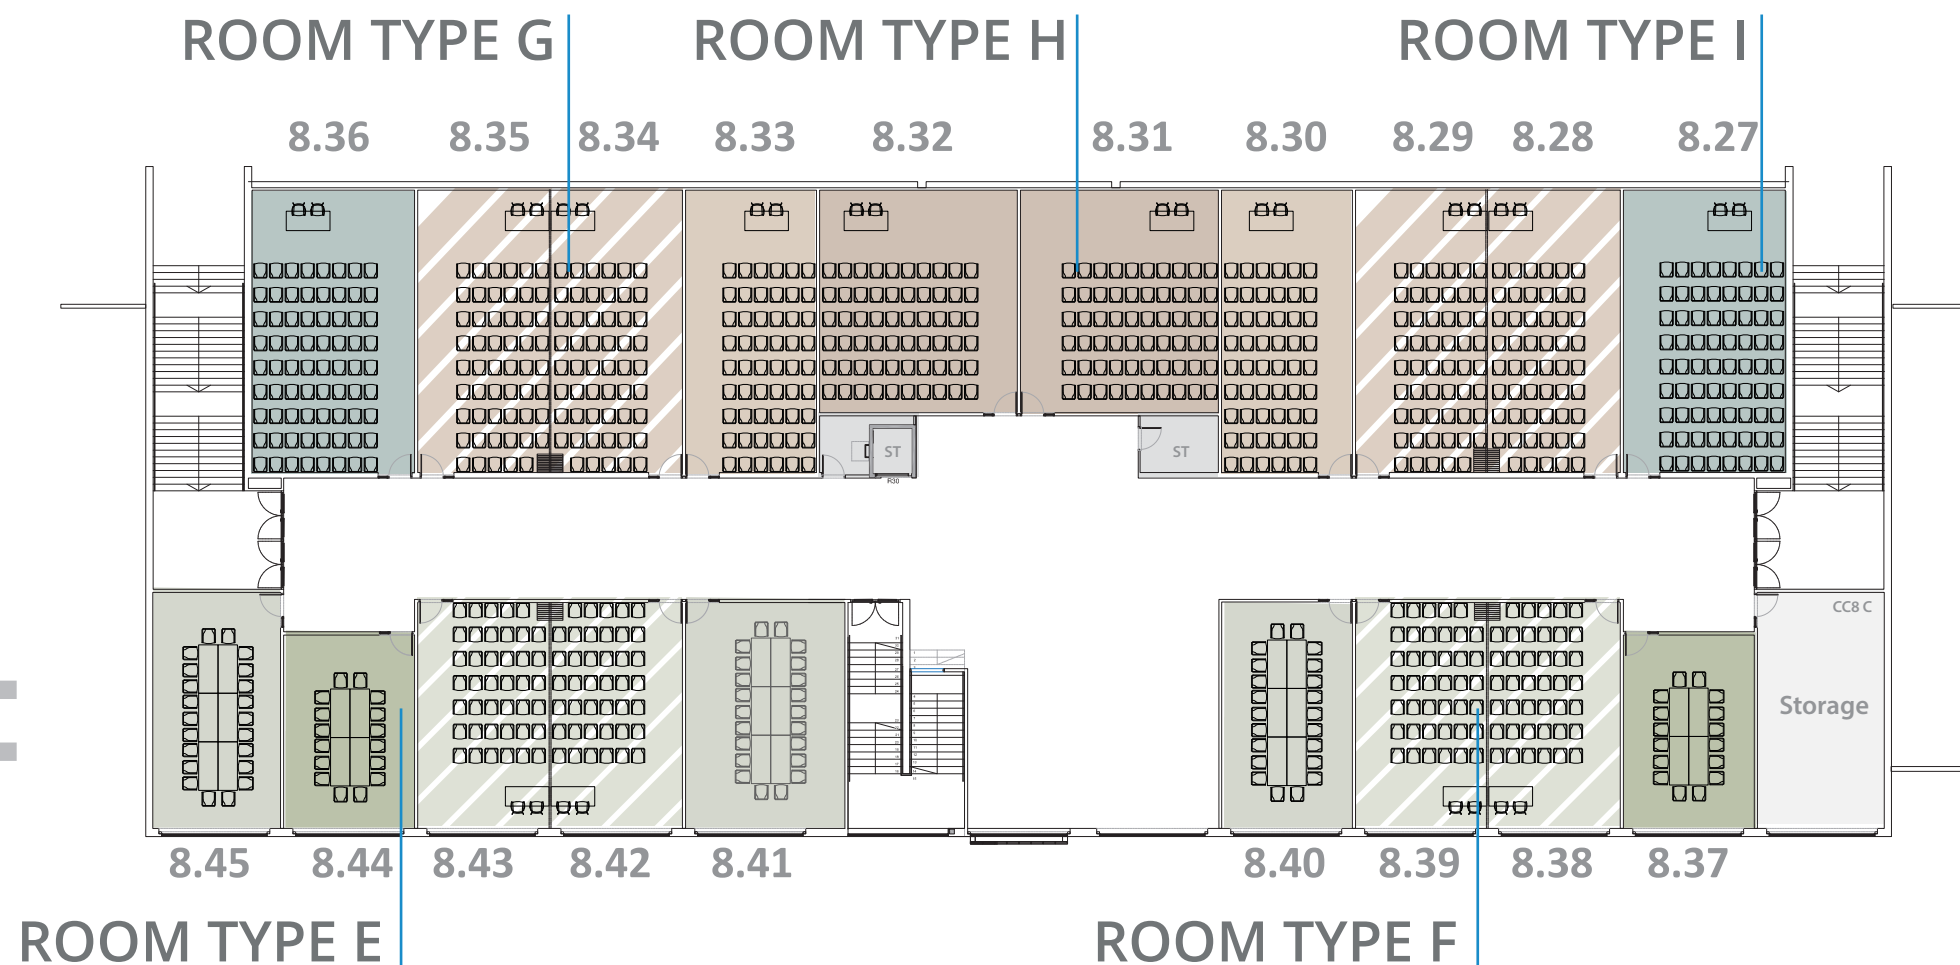 ROOM TYPE G ROOM TYPE H ROOM TYPE I
8.36 8.35 8.34 8.33 8.32 8.31 8.30 8.29 8.28 8.27
ST ST
R30
CC8 C
Storage
8.45 8.44 8.43 8.42 8.41 8.40 8.39 8.38 8.37
ROOM TYPE E ROOM TYPE F